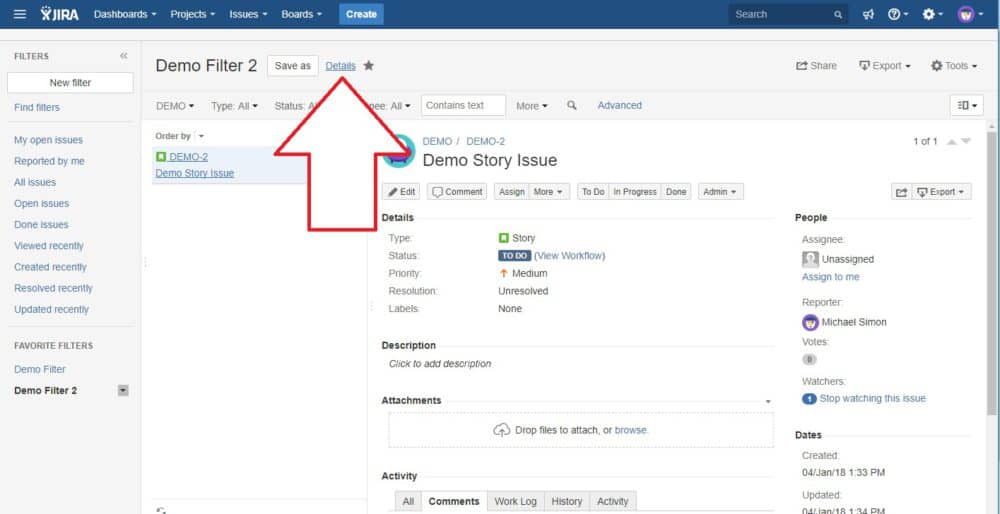 JIRA Dashboards Projects Issues Boards Create Search
FILTERS
New filter
Find filters
My open issues
Reported by me
All issues
Open issues
Done issues
Viewed recently
Created recently
Resolved recently
Updated recently
FAVORITE FILTERS
Demo Filter
Demo Filter 2
Demo Filter 2 Save as Details Share Export Tools
DEMO Type: All Status: All Contains text More Advanced
Order by
DEMO-2
Demo Story Issue
DEMO / DEMO-2 1 of 1
Demo Story Issue
Edit Comment Assign More To Do In Progress Done Admin Export
Details
Type: Story
Status: TO DO (View Workflow)
Priority: Medium
Resolution: Unresolved
Labels: None
Description
Click to add description
Attachments
Drop files to attach, or browse.
Activity
All Comments Work Log History Activity
People
Assignee:
Unassigned
Assign to me
Reporter:
Michael Simon
Votes:
0
Watchers:
1 Stop watching this issue
Dates
Created:
04/Jan/18 1:33 PM
Updated:
04/Jan/18 1:34 PM